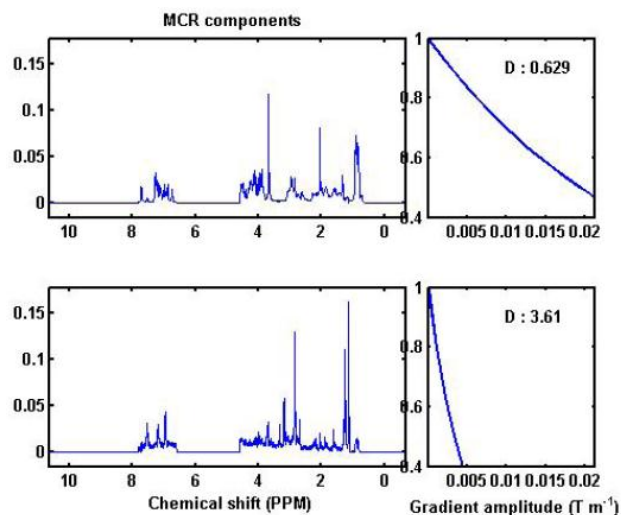 MCR components
0.15
0.1
0.05
0
10 8 6 4 2 0
1
0.8
0.6
0.4
D : 0.629
0.005 0.01 0.015 0.02
0.15
0.1
0.05
0
10 8 6 4 2 0
Chemical shift (PPM)
1
0.8
0.6
0.4
D : 3.61
0.005 0.01 0.015 0.02
Gradient amplitude (T m⁻¹)